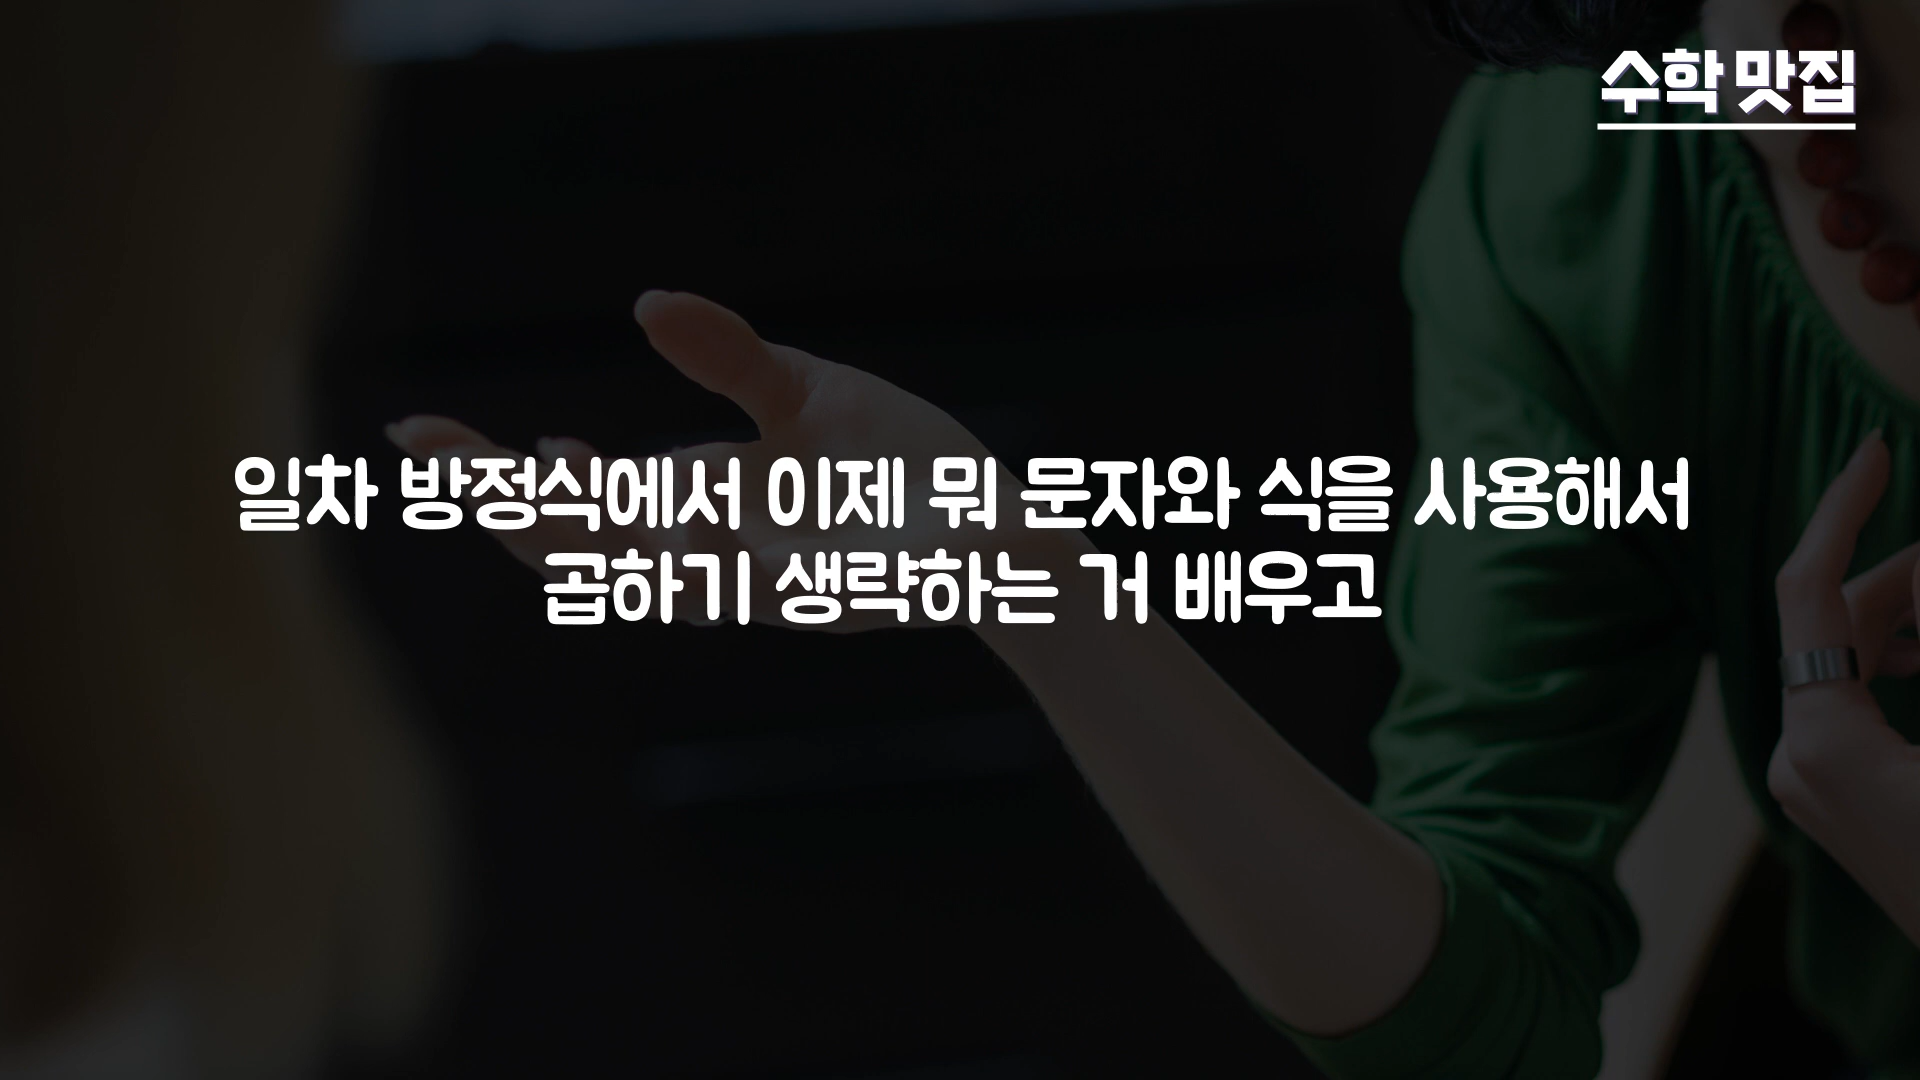 수학 맛집
일차 방정식에서 이제 뭐 문자와 식을 사용해서
곱하기 생략하는 거 배우고